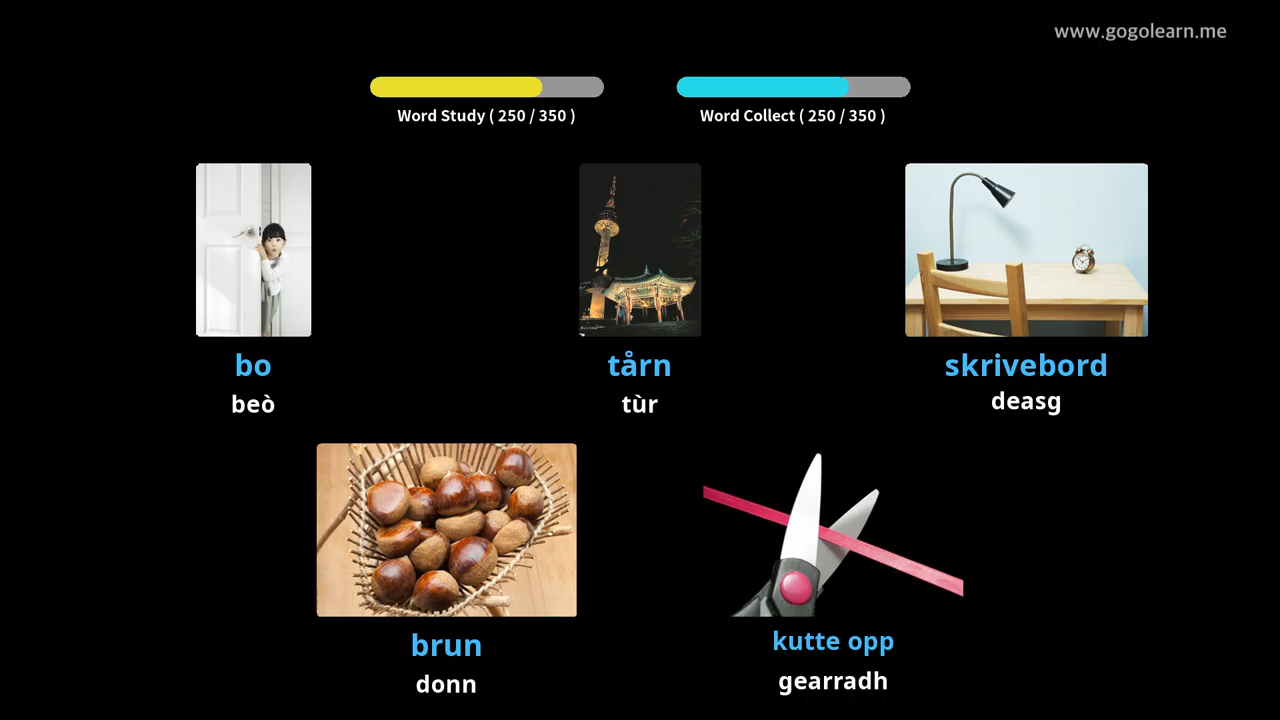 www.gogolearn.me
Word Study ( 250 / 350 )
Word Collect ( 250 / 350 )
bo
beò
tårn
tùr
skrivebord
deasg
brun
donn
kutte opp
gearradh